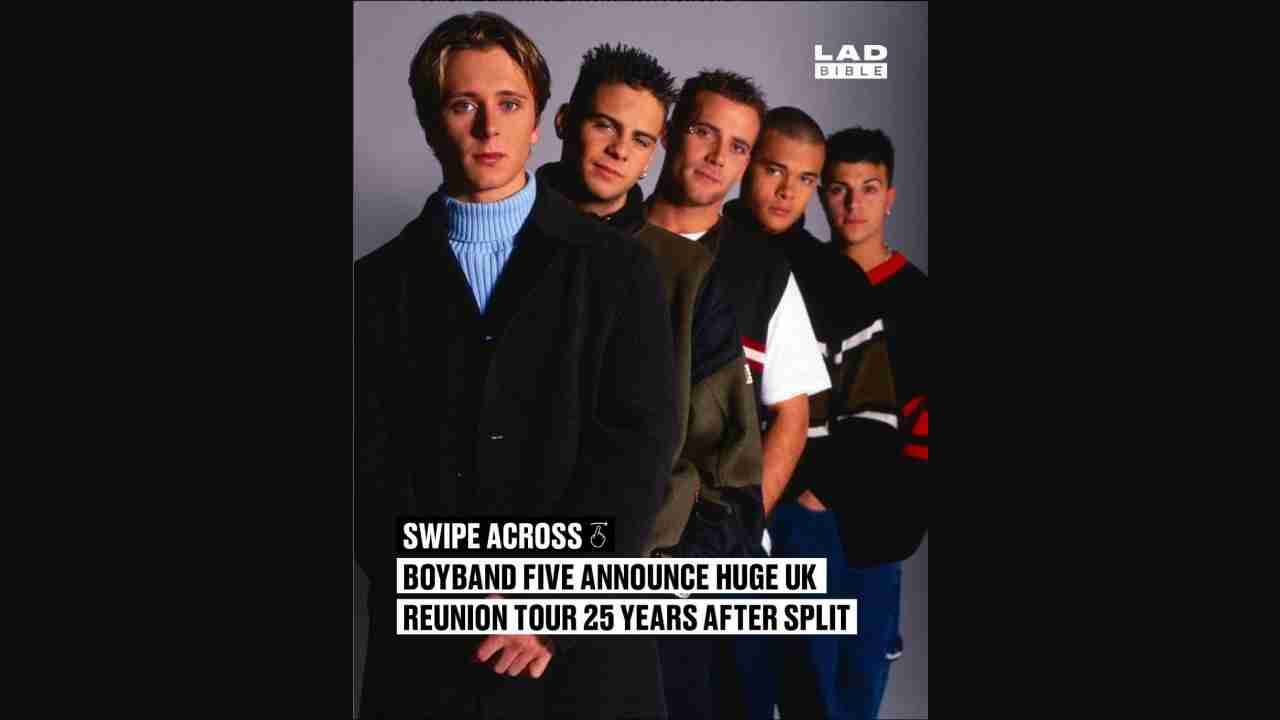 LAD
BIBLE
SWIPE ACROSS
BOYBAND FIVE ANNOUNCE HUGE UK
REUNION TOUR 25 YEARS AFTER SPLIT